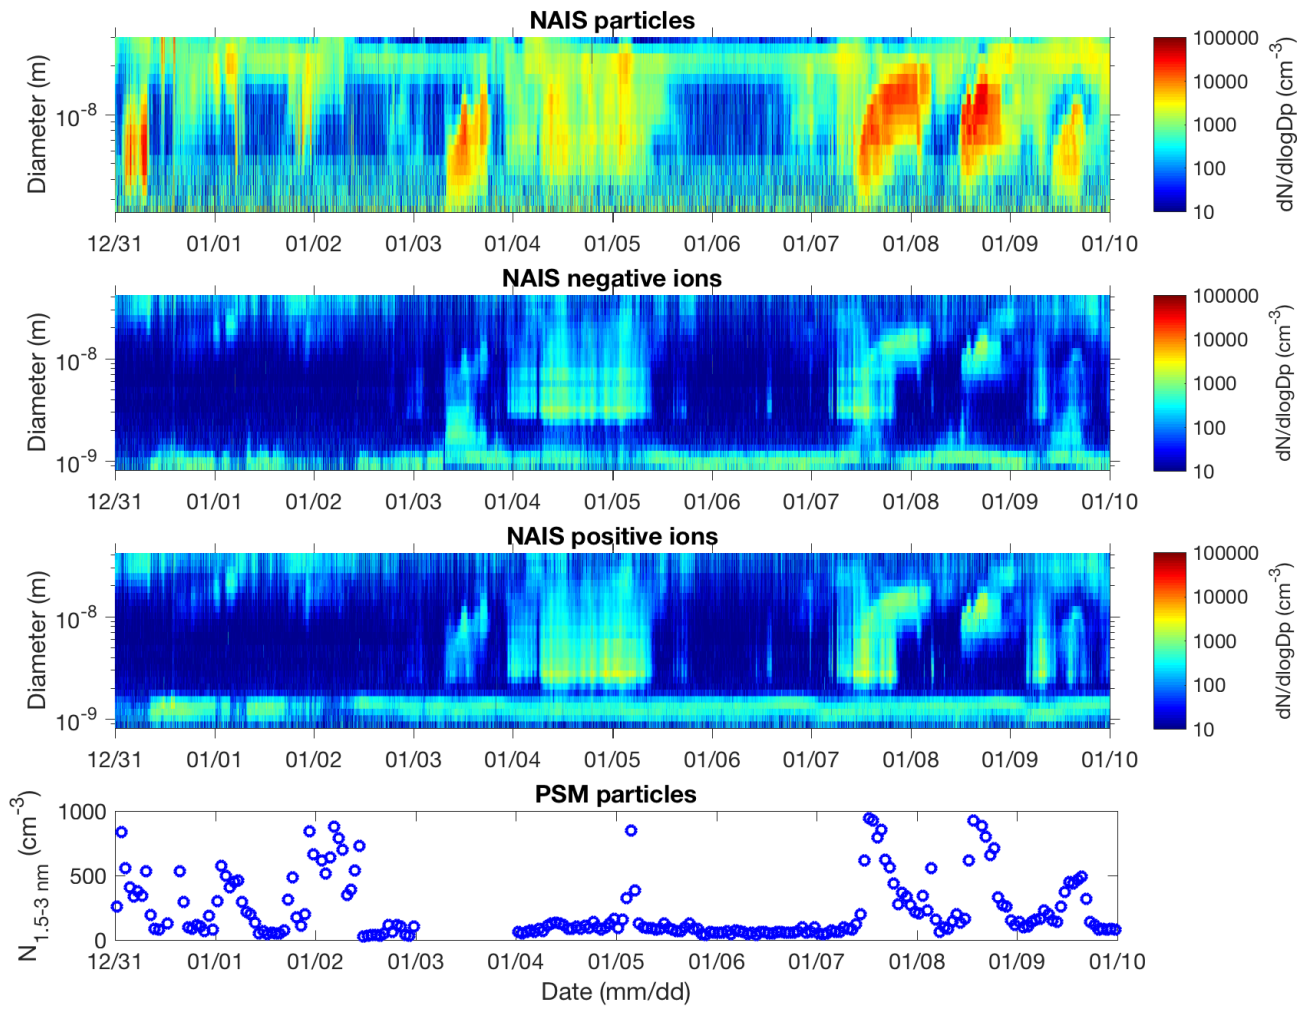 NAIS particles
Diameter (m)
10-8
12/31 01/01 01/02 01/03 01/04 01/05 01/06 01/07 01/08 01/09 01/10
100000
10000
1000
100
10
dN/dlogDp (cm-3)
NAIS negative ions
Diameter (m)
10-8
10-9
12/31 01/01 01/02 01/03 01/04 01/05 01/06 01/07 01/08 01/09 01/10
100000
10000
1000
100
10
dN/dlogDp (cm-3)
NAIS positive ions
Diameter (m)
10-8
10-9
12/31 01/01 01/02 01/03 01/04 01/05 01/06 01/07 01/08 01/09 01/10
100000
10000
1000
100
10
dN/dlogDp (cm-3)
PSM particles
N1.5-3 nm (cm-3)
1000
500
0
12/31 01/01 01/02 01/03 01/04 01/05 01/06 01/07 01/08 01/09 01/10
Date (mm/dd)